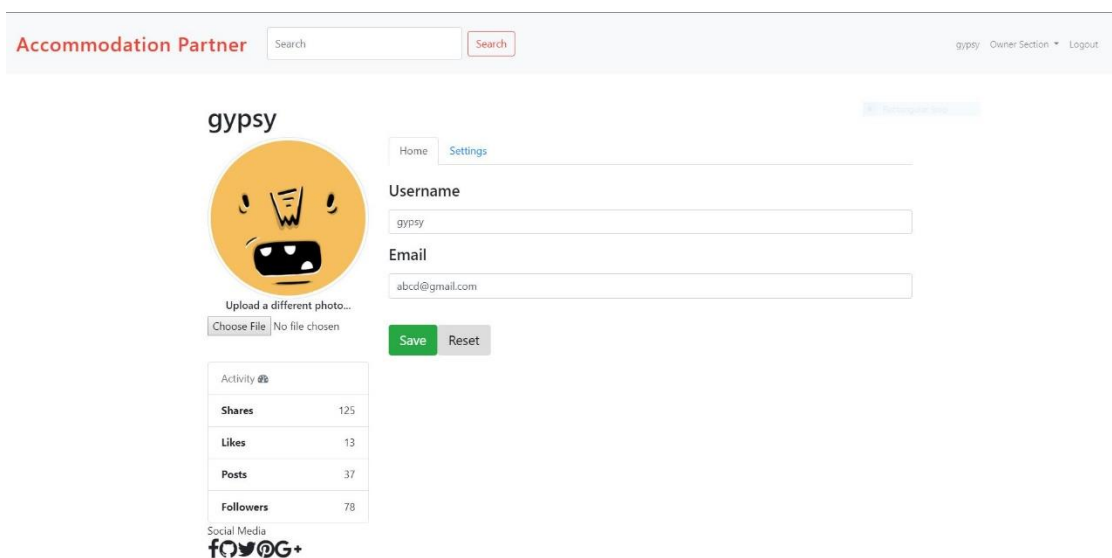 Accommodation Partner Search Search gypsy Owner Section Logout
gypsy
Home Settings
Username
gypsy
Email
abcd@gmail.com
Upload a different photo...
Choose File No file chosen
Save Reset
Activity
Shares 125
Likes 13
Posts 37
Followers 78
Social Media